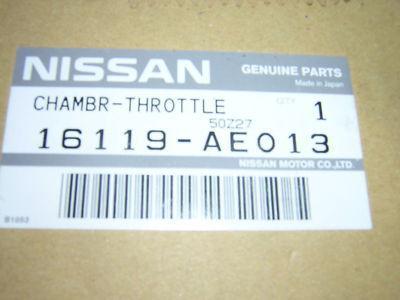 NISSAN GENUINE PARTS
Made in Japan
CHAMBR-THROTTLE QTY 1
50Z27
16119-AE013
NISSAN MOTOR CO.,LTD.
B1053